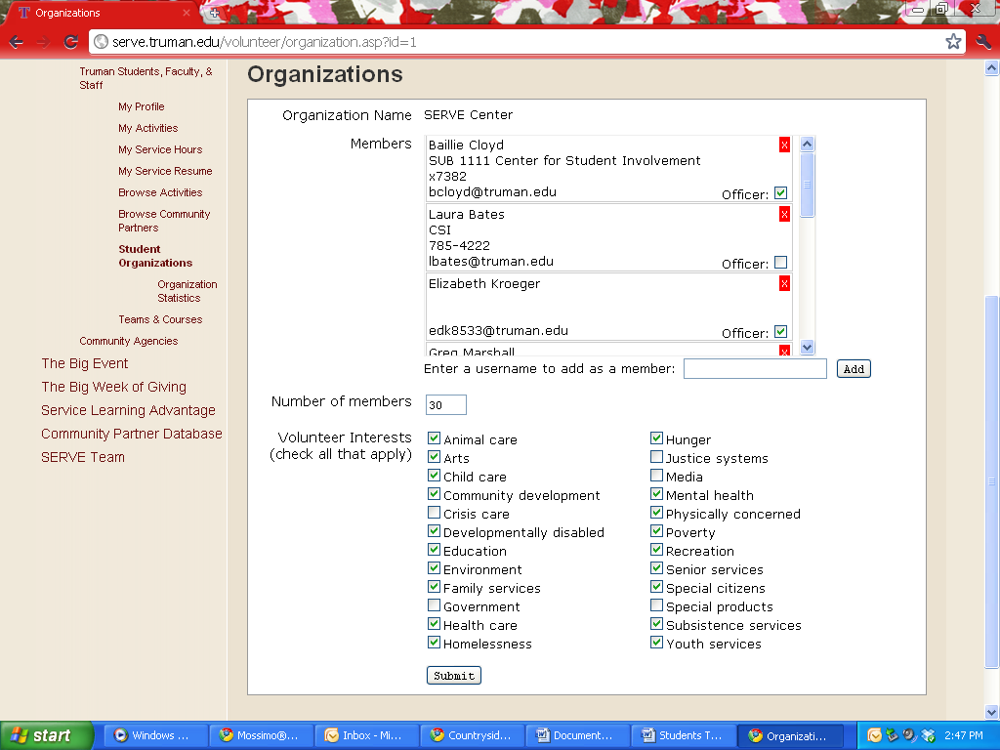 Organizations
serve.truman.edu/volunteer/organization.asp?id=1
Truman Students, Faculty, &
Staff
My Profile
My Activities
My Service Hours
My Service Resume
Browse Activities
Browse Community
Partners
Student
Organizations
Organization
Statistics
Teams & Courses
Community Agencies
The Big Event
The Big Week of Giving
Service Learning Advantage
Community Partner Database
SERVE Team
Organizations
Organization Name SERVE Center
Members
Baillie Cloyd x
SUB 1111 Center for Student Involvement
x7382
bcloyd@truman.edu Officer:
Laura Bates x
CSI
785-4222
lbates@truman.edu Officer:
Elizabeth Kroeger x
edk8533@truman.edu Officer:
Greg Marshall x
Enter a username to add as a member: Add
Number of members 30
Volunteer Interests
(check all that apply)
Animal care Hunger
Arts Justice systems
Child care Media
Community development Mental health
Crisis care Physically concerned
Developmentally disabled Poverty
Education Recreation
Environment Senior services
Family services Special citizens
Government Special products
Health care Subsistence services
Homelessness Youth services
Submit
start Windows ... Mossimo®... Inbox - Mi... Countrysid... Document... Students T... Organizati... 2:47 PM